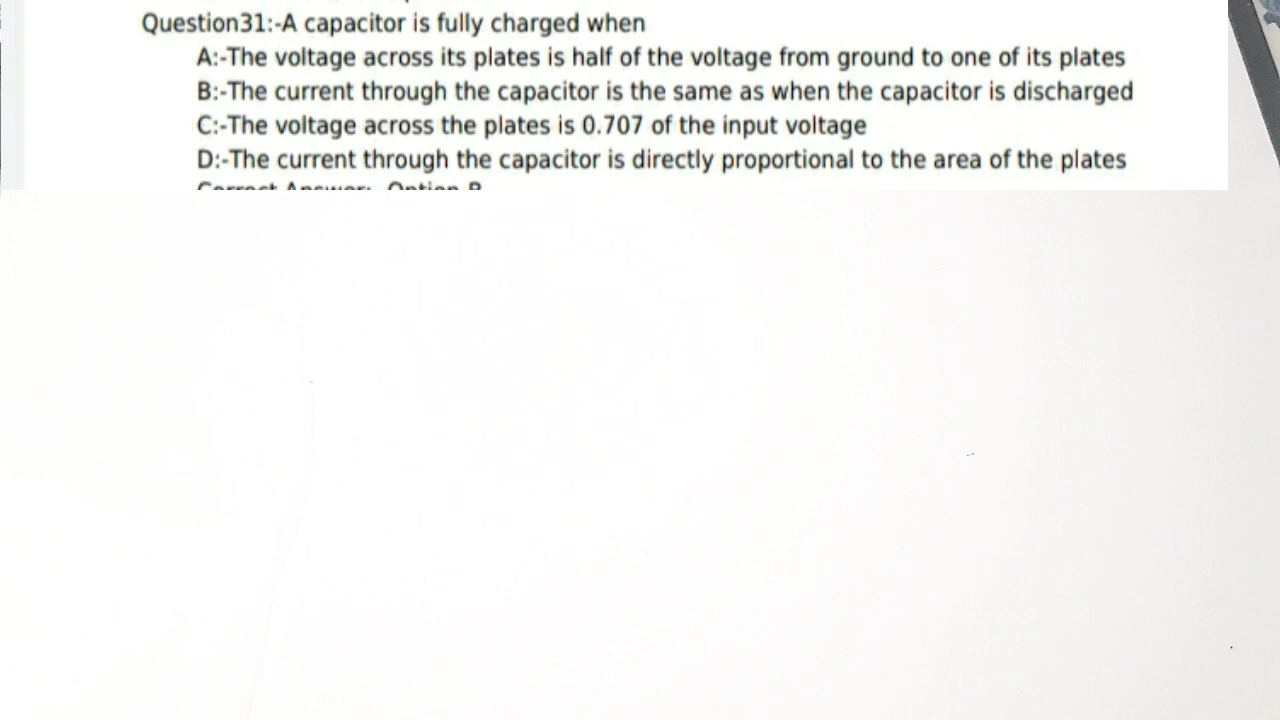 Question31:-A capacitor is fully charged when
A:-The voltage across its plates is half of the voltage from ground to one of its plates
B:-The current through the capacitor is the same as when the capacitor is discharged
C:-The voltage across the plates is 0.707 of the input voltage
D:-The current through the capacitor is directly proportional to the area of the plates
Correct Answer:- Option